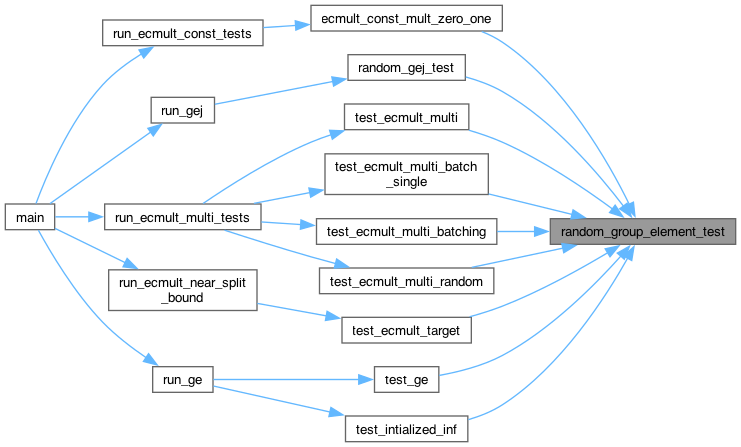 ecmult_const_mult_zero_one
run_ecmult_const_tests
random_gej_test
run_gej
test_ecmult_multi
test_ecmult_multi_batch
_single
main
run_ecmult_multi_tests
test_ecmult_multi_batching
random_group_element_test
test_ecmult_multi_random
run_ecmult_near_split
_bound
test_ecmult_target
run_ge
test_ge
test_intialized_inf